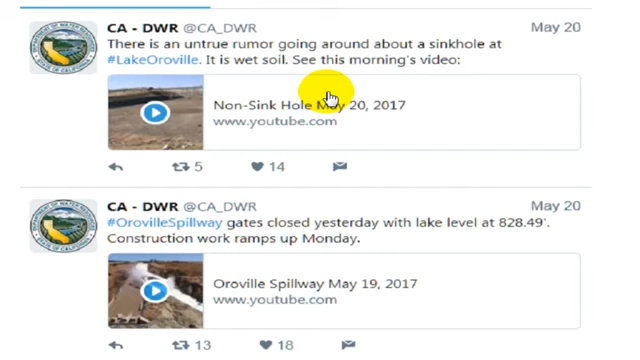 CA - DWR @CA_DWR May 20
There is an untrue rumor going around about a sinkhole at
#LakeOroville. It is wet soil. See this morning's video:
Non-Sink Hole May 20, 2017
www.youtube.com
5 14
CA - DWR @CA_DWR May 20
#OrovilleSpillway gates closed yesterday with lake level at 828.49'.
Construction work ramps up Monday.
Oroville Spillway May 19, 2017
www.youtube.com
13 18